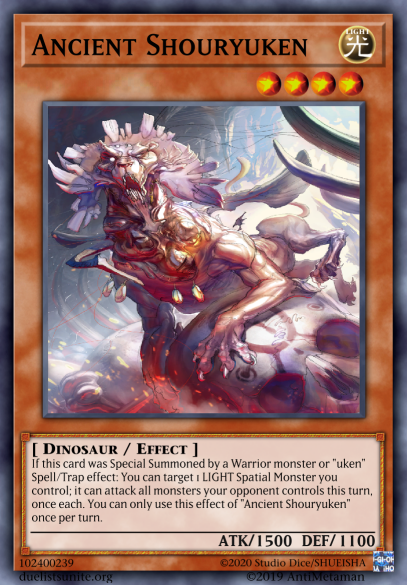 ANCIENT SHOURYUKEN
LIGHT
光
[ DINOSAUR / EFFECT ]
If this card was Special Summoned by a Warrior monster or "uken"
Spell/Trap effect: You can target 1 LIGHT Spatial Monster you
control; it can attack all monsters your opponent controls this turn,
once each. You can only use this effect of "Ancient Shouryuken"
once per turn.
ATK/1500 DEF/1100
102400239
©2020 Studio Dice/SHUEISHA
duelistsunite.org
©2019 AntiMetaman